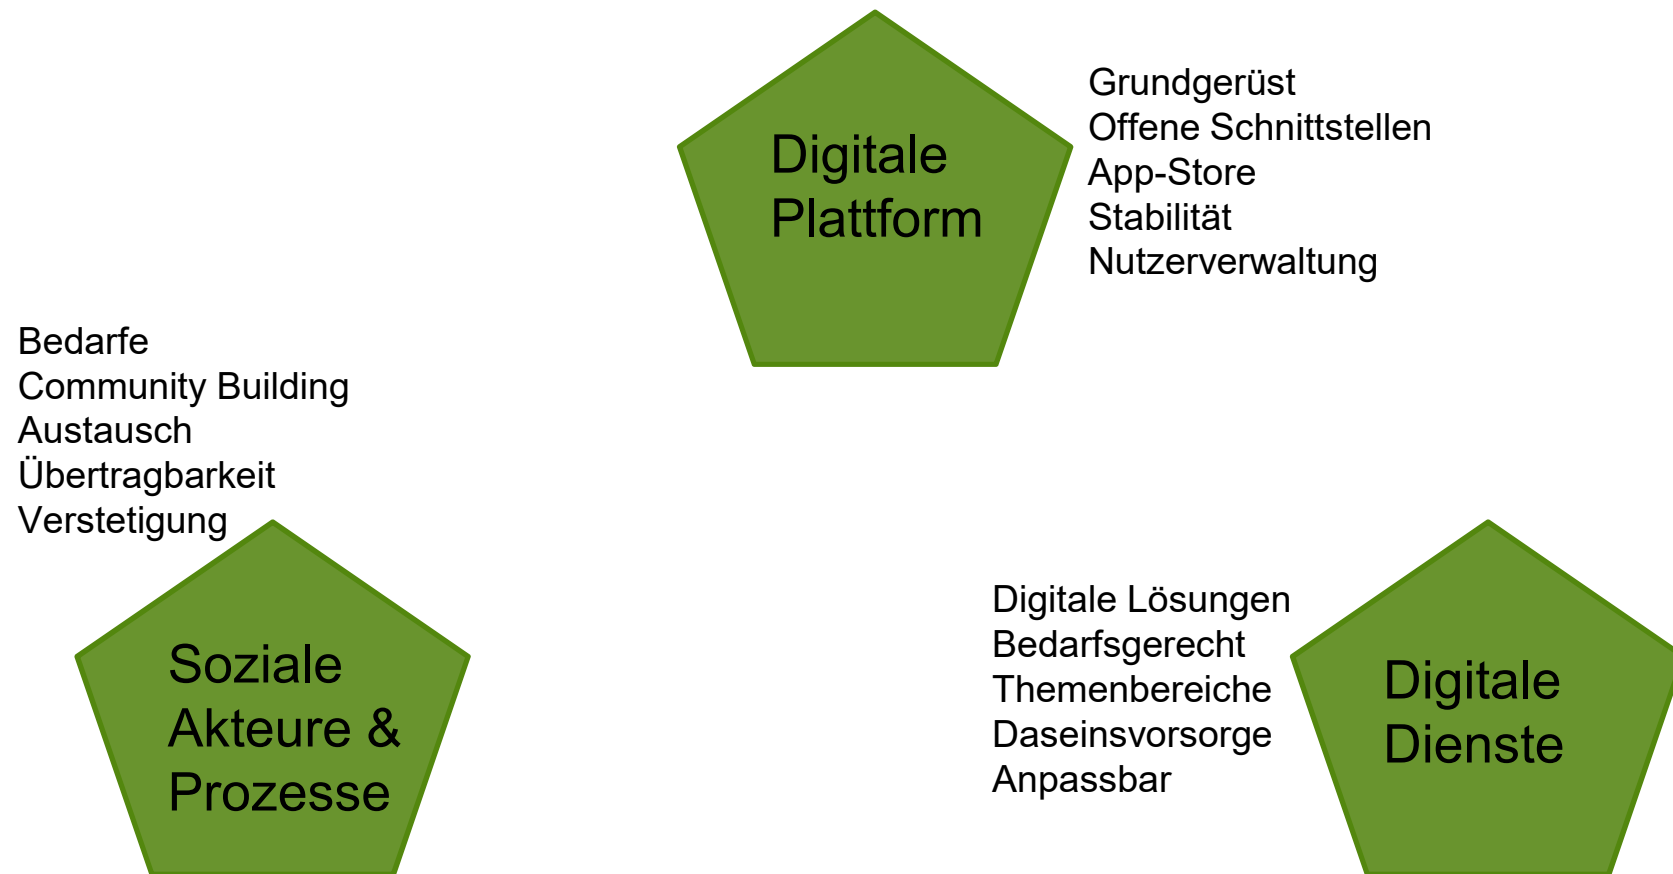 Digitale
Plattform
Grundgerüst
Offene Schnittstellen
App-Store
Stabilität
Nutzerverwaltung
Bedarfe
Community Building
Austausch
Übertragbarkeit
Verstetigung
Soziale
Akteure &
Prozesse
Digitale Lösungen
Bedarfsgerecht
Themenbereiche
Daseinsvorsorge
Anpassbar
Digitale
Dienste